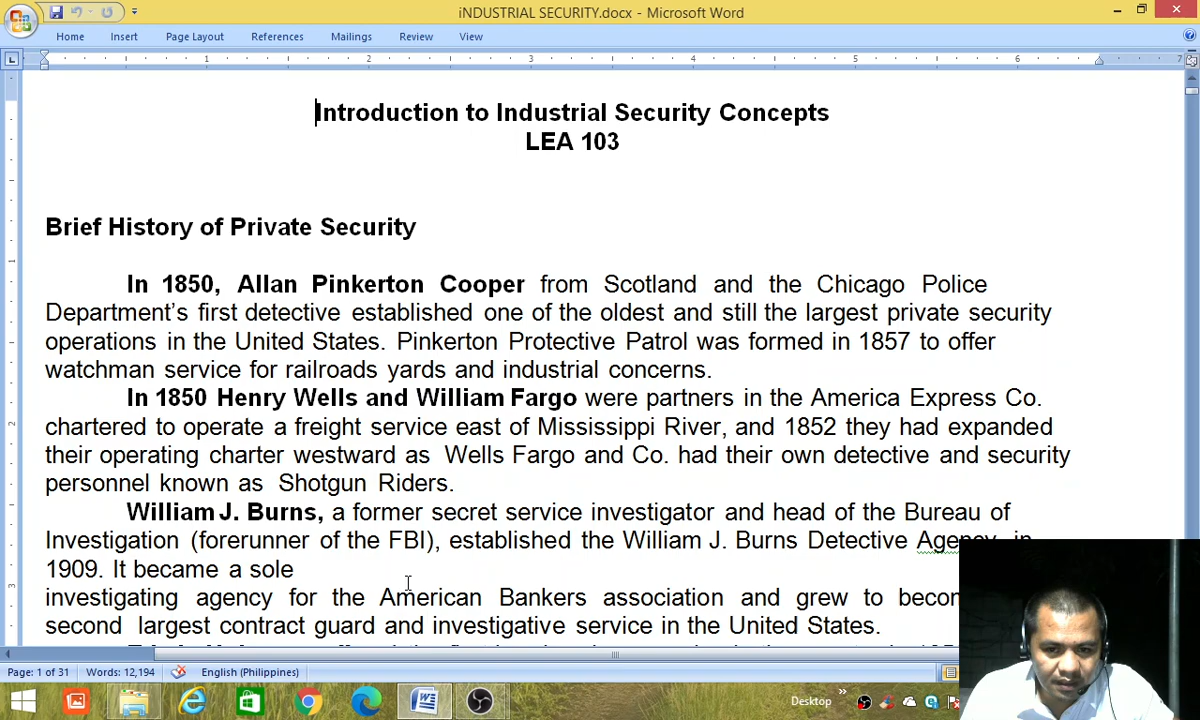 iNDUSTRIAL SECURITY.docx - Microsoft Word
Home Insert Page Layout References Mailings Review View
1 2 3 4 5 6 7
Introduction to Industrial Security Concepts
LEA 103
Brief History of Private Security
In 1850, Allan Pinkerton Cooper from Scotland and the Chicago Police
Department’s first detective established one of the oldest and still the largest private security
operations in the United States. Pinkerton Protective Patrol was formed in 1857 to offer
watchman service for railroads yards and industrial concerns.
In 1850 Henry Wells and William Fargo were partners in the America Express Co.
chartered to operate a freight service east of Mississippi River, and 1852 they had expanded
their operating charter westward as Wells Fargo and Co. had their own detective and security
personnel known as Shotgun Riders.
William J. Burns, a former secret service investigator and head of the Bureau of
Investigation (forerunner of the FBI), established the William J. Burns Detective Agency in
1909. It became a sole
investigating agency for the American Bankers association and grew to
second largest contract guard and investigative service in the United States.
Page: 1 of 31 Words: 12,194 English (Philippines)
Desktop